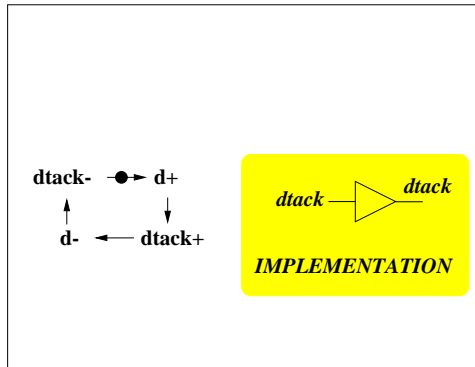 dtack- d+
d- dtack+
dtack dtack
IMPLEMENTATION